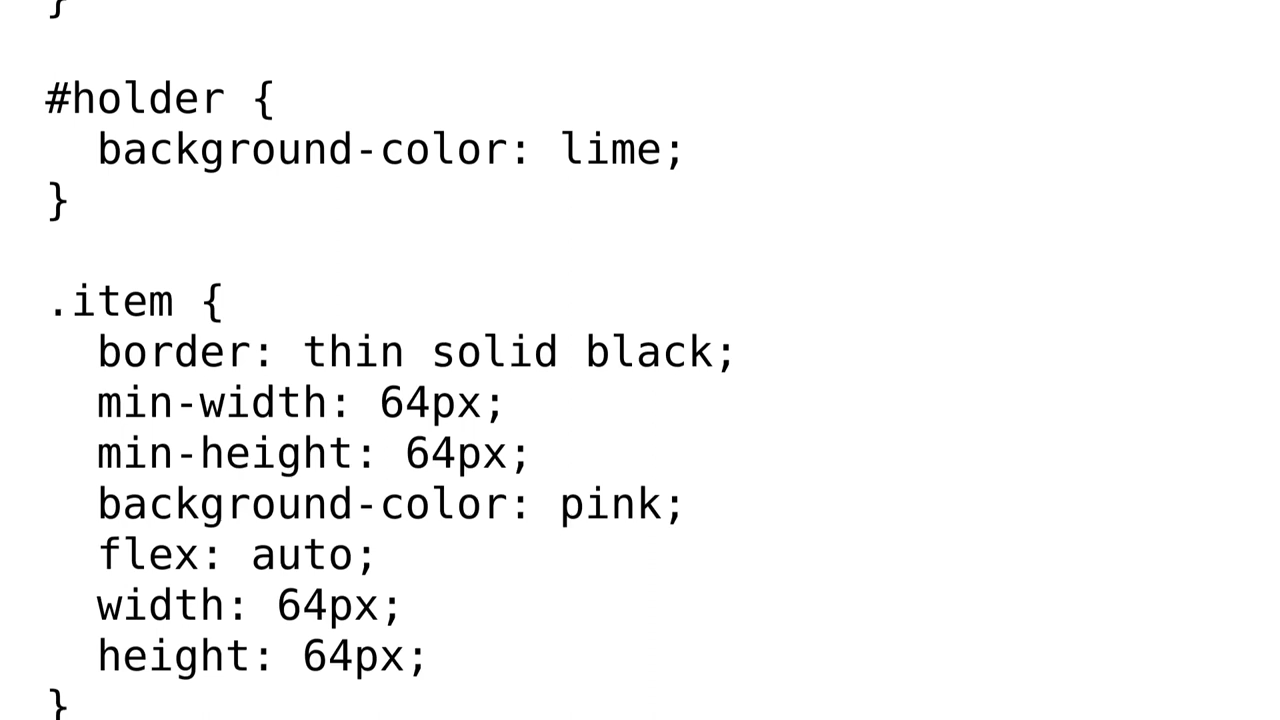 }
#holder {
  background-color: lime;
}
.item {
  border: thin solid black;
  min-width: 64px;
  min-height: 64px;
  background-color: pink;
  flex: auto;
  width: 64px;
  height: 64px;
}